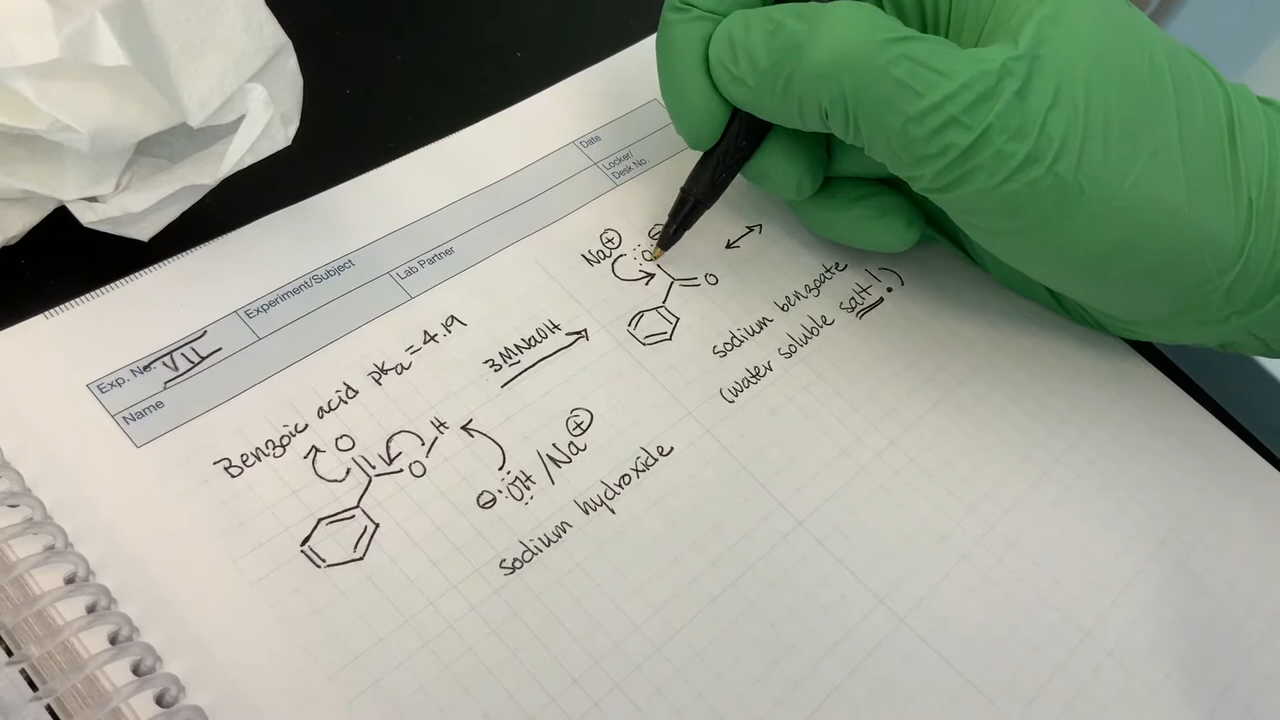 Date
Locker/
Desk No.
Experiment/Subject
Lab Partner
Exp. No. VII
Name
Benzoic acid pKa = 4.19
3M NaOH
O
O
H
⊖ :ÖH / Na⊕
sodium hydroxide
Na⊕
O
⊖
O
sodium benzoate
(water soluble salt!)